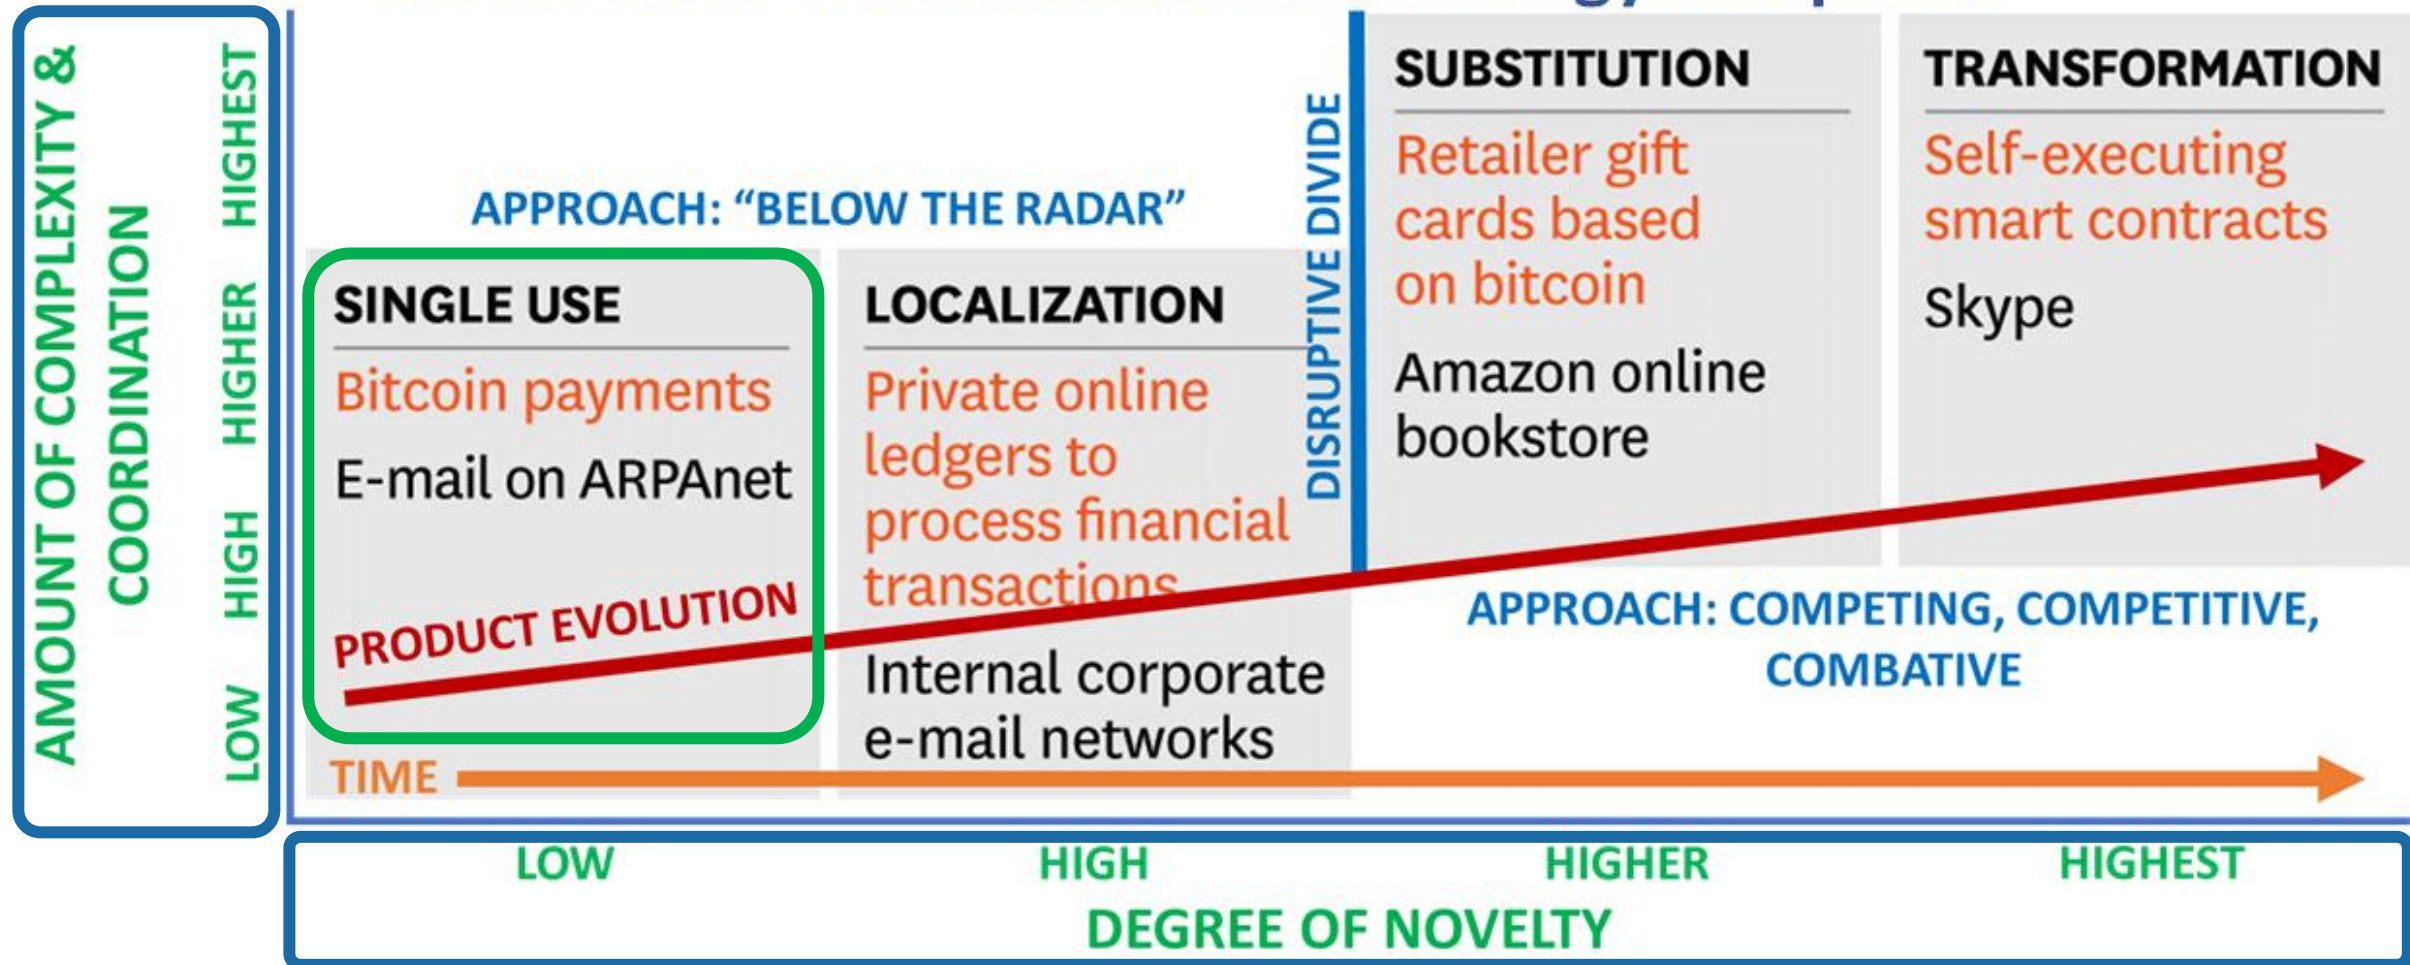 AMOUNT OF COMPLEXITY &
COORDINATION
HIGHEST
HIGHER
HIGH
LOW
APPROACH: “BELOW THE RADAR”
SINGLE USE
Bitcoin payments
E-mail on ARPAnet
PRODUCT EVOLUTION
LOCALIZATION
Private online
ledgers to
process financial
transactions
Internal corporate
e-mail networks
DISRUPTIVE DIVIDE
SUBSTITUTION
Retailer gift
cards based
on bitcoin
Amazon online
bookstore
TRANSFORMATION
Self-executing
smart contracts
Skype
APPROACH: COMPETING, COMPETITIVE,
COMBATIVE
TIME
LOW HIGH HIGHER HIGHEST
DEGREE OF NOVELTY